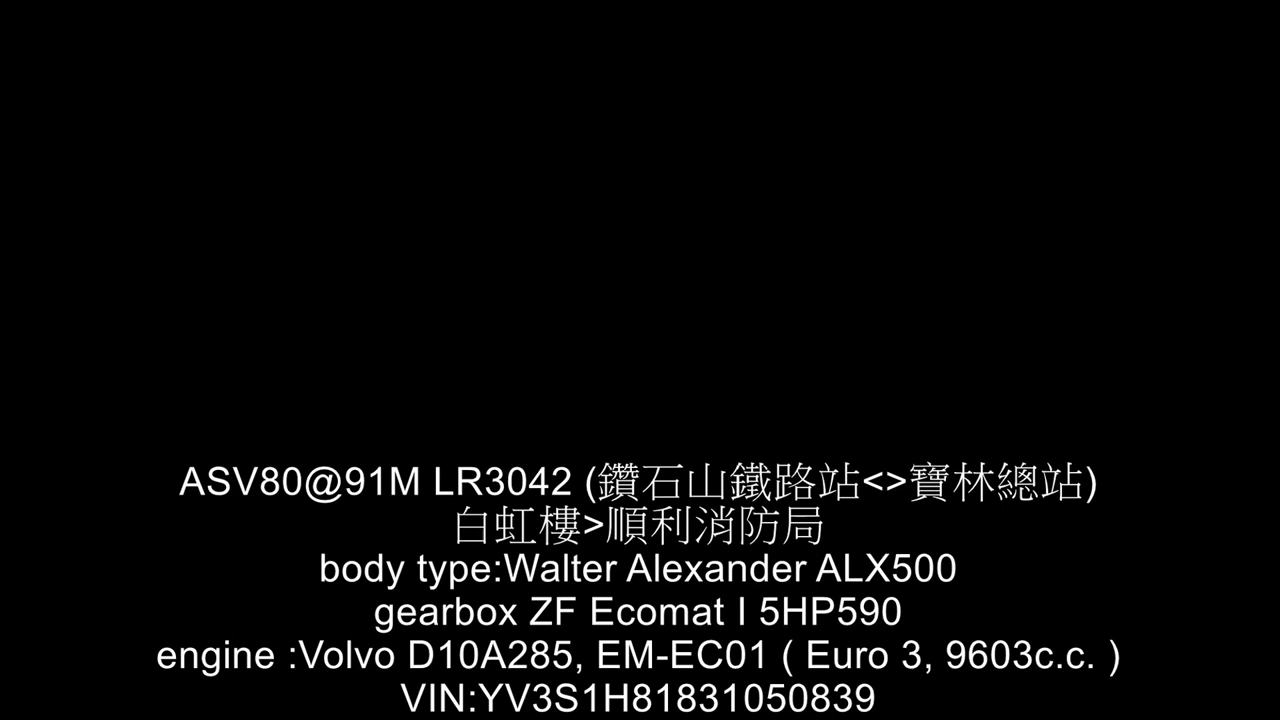 ASV80@91M LR3042 (鑽石山鐵路站<>寶林總站)
白虹樓>順利消防局
body type:Walter Alexander ALX500
gearbox ZF Ecomat I 5HP590
engine :Volvo D10A285, EM-EC01 ( Euro 3, 9603c.c. )
VIN:YV3S1H81831050839